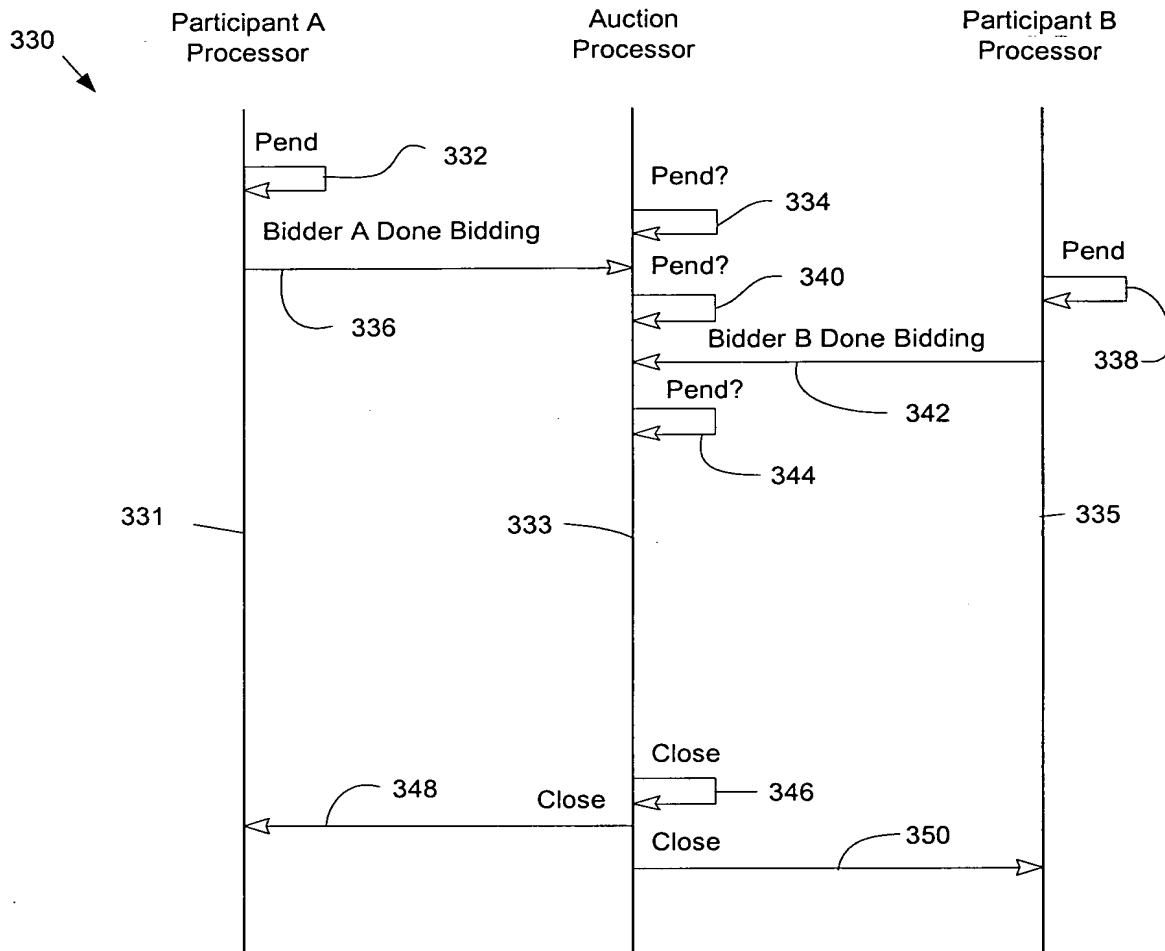 330
Participant A
Processor
Auction
Processor
Participant B
Processor
Pend
332
Pend?
334
Bidder A Done Bidding
336
Pend?
340
Pend
338
Bidder B Done Bidding
342
Pend?
344
331
333
335
Close
346
Close
348
Close
350